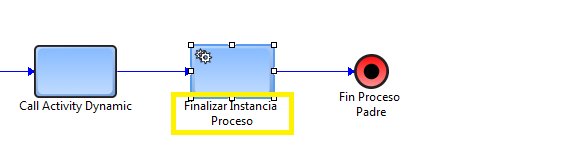 Call Activity Dynamic
Finalizar Instancia
Proceso
Fin Proceso
Padre